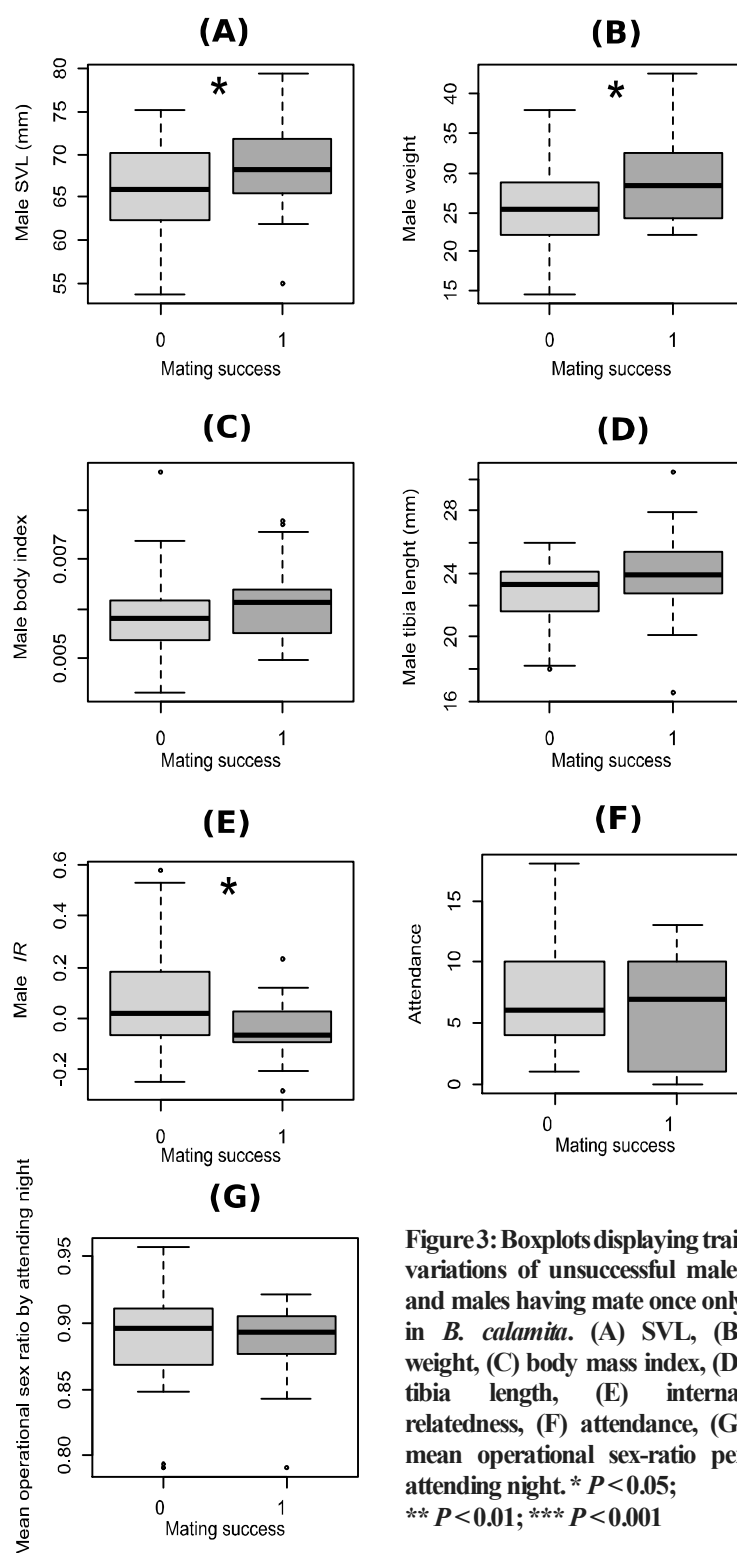 (A)
*
Male SVL (mm)
80
75
70
65
60
55
0 1
Mating success
(B)
*
Male weight
40
35
30
25
20
15
0 1
Mating success
(C)
Male body index
0.007
0.005
0 1
Mating success
(D)
Male tibia lenght (mm)
28
24
20
16
0 1
Mating success
(E)
*
Male IR
0.6
0.4
0.2
0.0
-0.2
0 1
Mating success
(F)
Attendance
15
10
5
0
0 1
Mating success
(G)
Mean operational sex ratio by attending night
0.95
0.90
0.85
0.80
0 1
Mating success
Figure 3: Boxplots displaying trai
variations of unsuccessful male
and males having mate once only
in B. calamita. (A) SVL, (B
weight, (C) body mass index, (D
tibia length, (E) interna
relatedness, (F) attendance, (G
mean operational sex-ratio pe
attending night. * P < 0.05;
** P < 0.01; *** P < 0.001